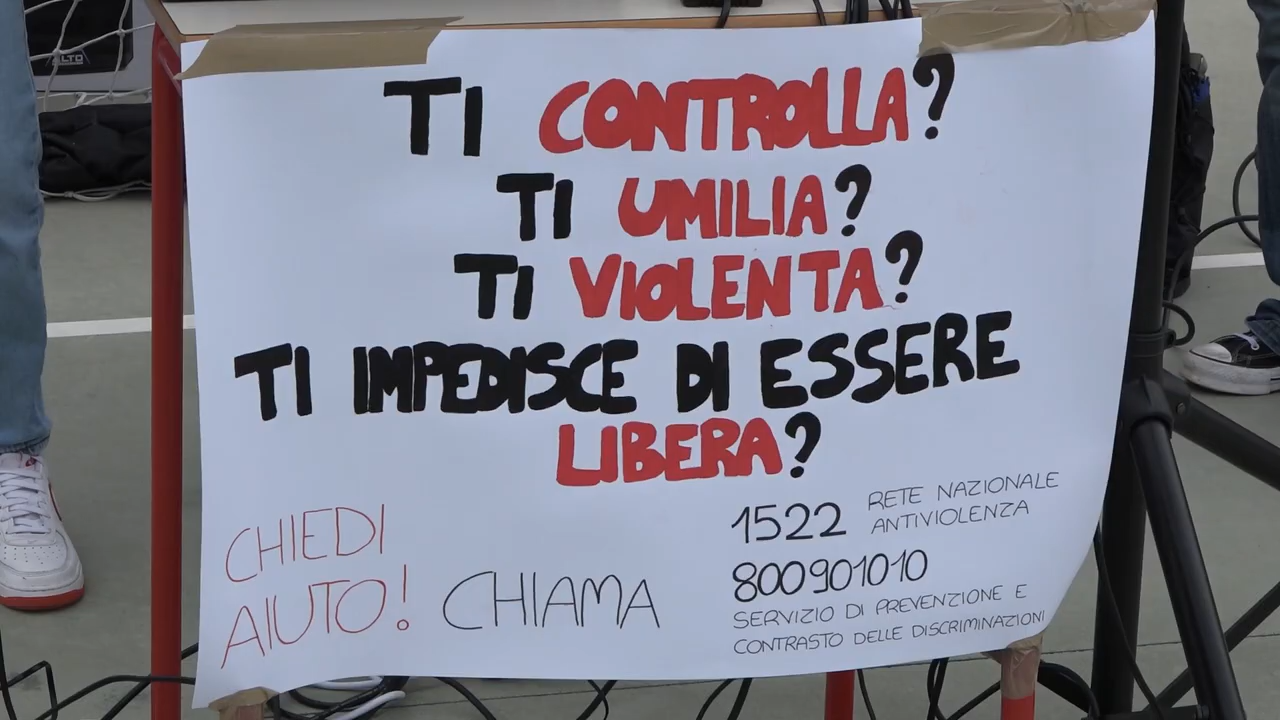 ALTO
TI CONTROLLA?
TI UMILIA?
TI VIOLENTA?
TI IMPEDISCE DI ESSERE
LIBERA?
CHIEDI
AIUTO! CHIAMA
1522 RETE NAZIONALE
ANTIVIOLENZA
800901010
SERVIZIO DI PREVENZIONE E
CONTRASTO DELLE DISCRIMINAZIONI